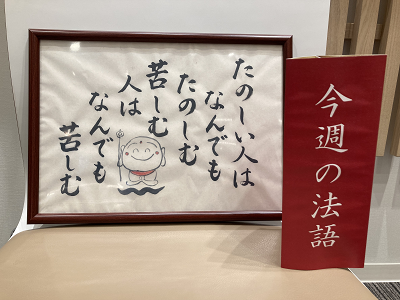 たのしい人は
なんでも
たのしむ
苦しむ
人は
なんでも
苦しむ
今週の法語